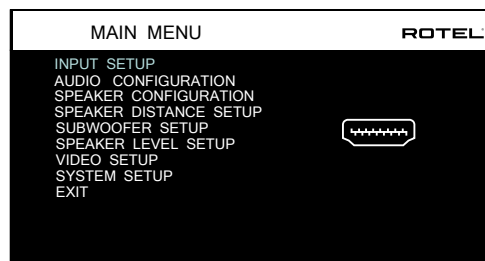 MAIN MENU
ROTEL
INPUT SETUP
AUDIO CONFIGURATION
SPEAKER CONFIGURATION
SPEAKER DISTANCE SETUP
SUBWOOFER SETUP
SPEAKER LEVEL SETUP
VIDEO SETUP
SYSTEM SETUP
EXIT